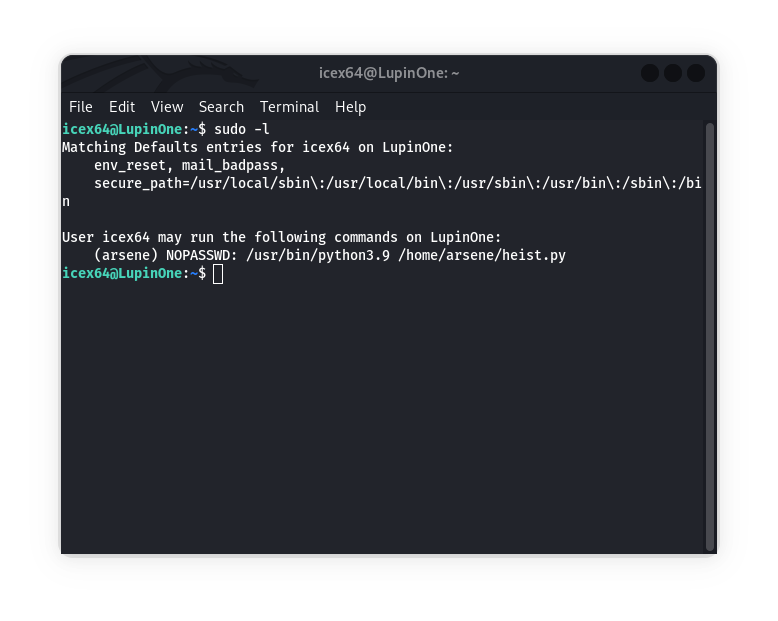 icex64@LupinOne: ~
File Edit View Search Terminal Help
icex64@LupinOne:~$ sudo -l
Matching Defaults entries for icex64 on LupinOne:
    env_reset, mail_badpass,
    secure_path=/usr/local/sbin\:/usr/local/bin\:/usr/sbin\:/usr/bin\:/sbin\:/bi
n

User icex64 may run the following commands on LupinOne:
    (arsene) NOPASSWD: /usr/bin/python3.9 /home/arsene/heist.py
icex64@LupinOne:~$